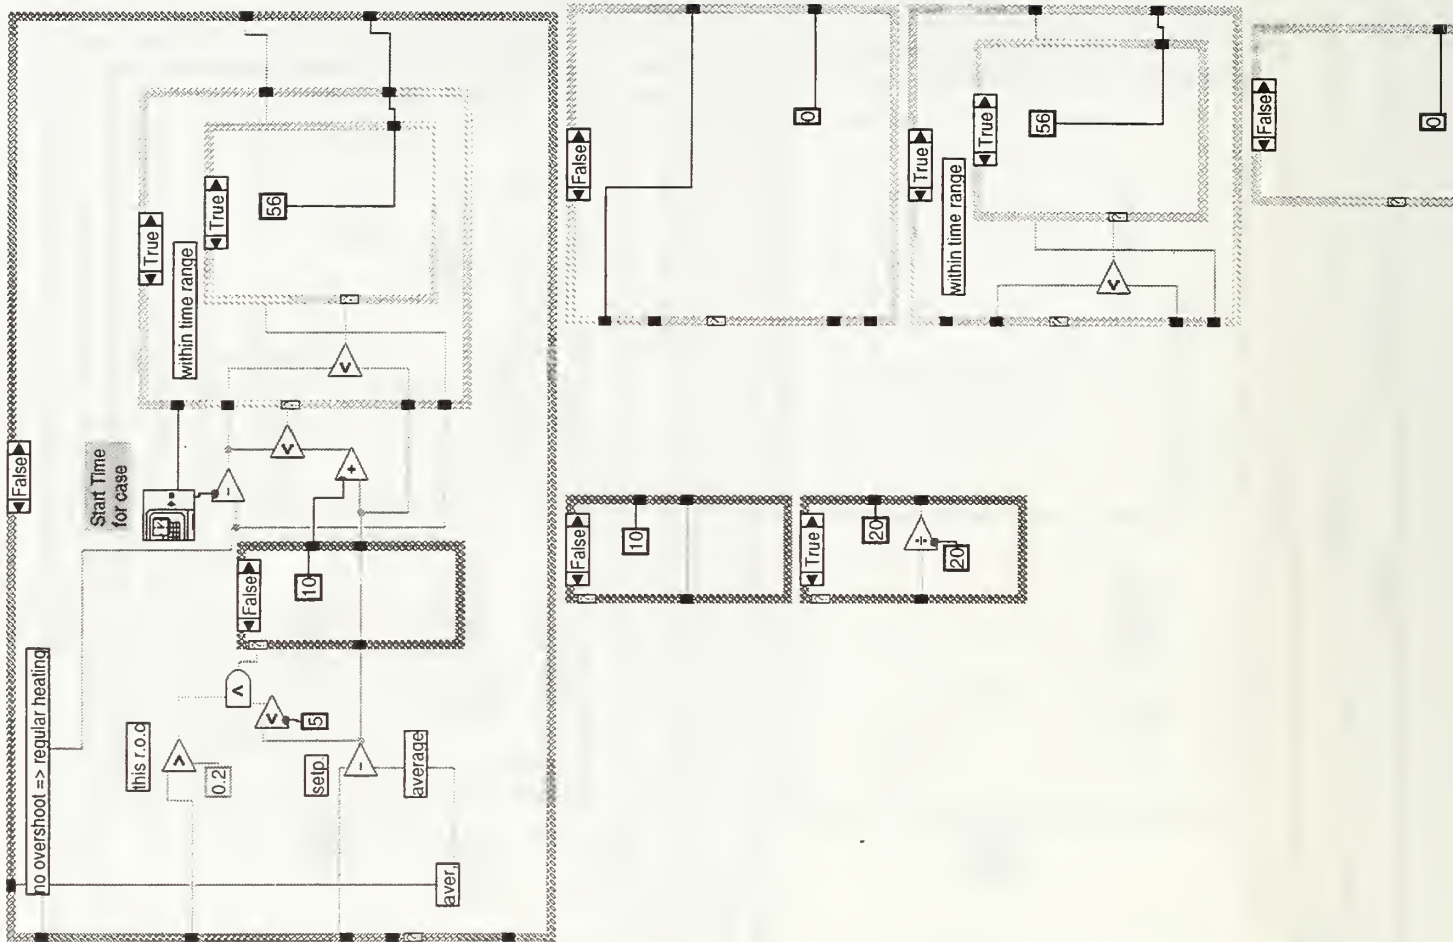 False
no overshoot => regular heating
Start Time
for case
True
within time range
True
56
this r.o.c
0.2
setp.
average
aver.
5
False
10
False
0
True
within time range
True
56
False
0
False
10
True
20
20